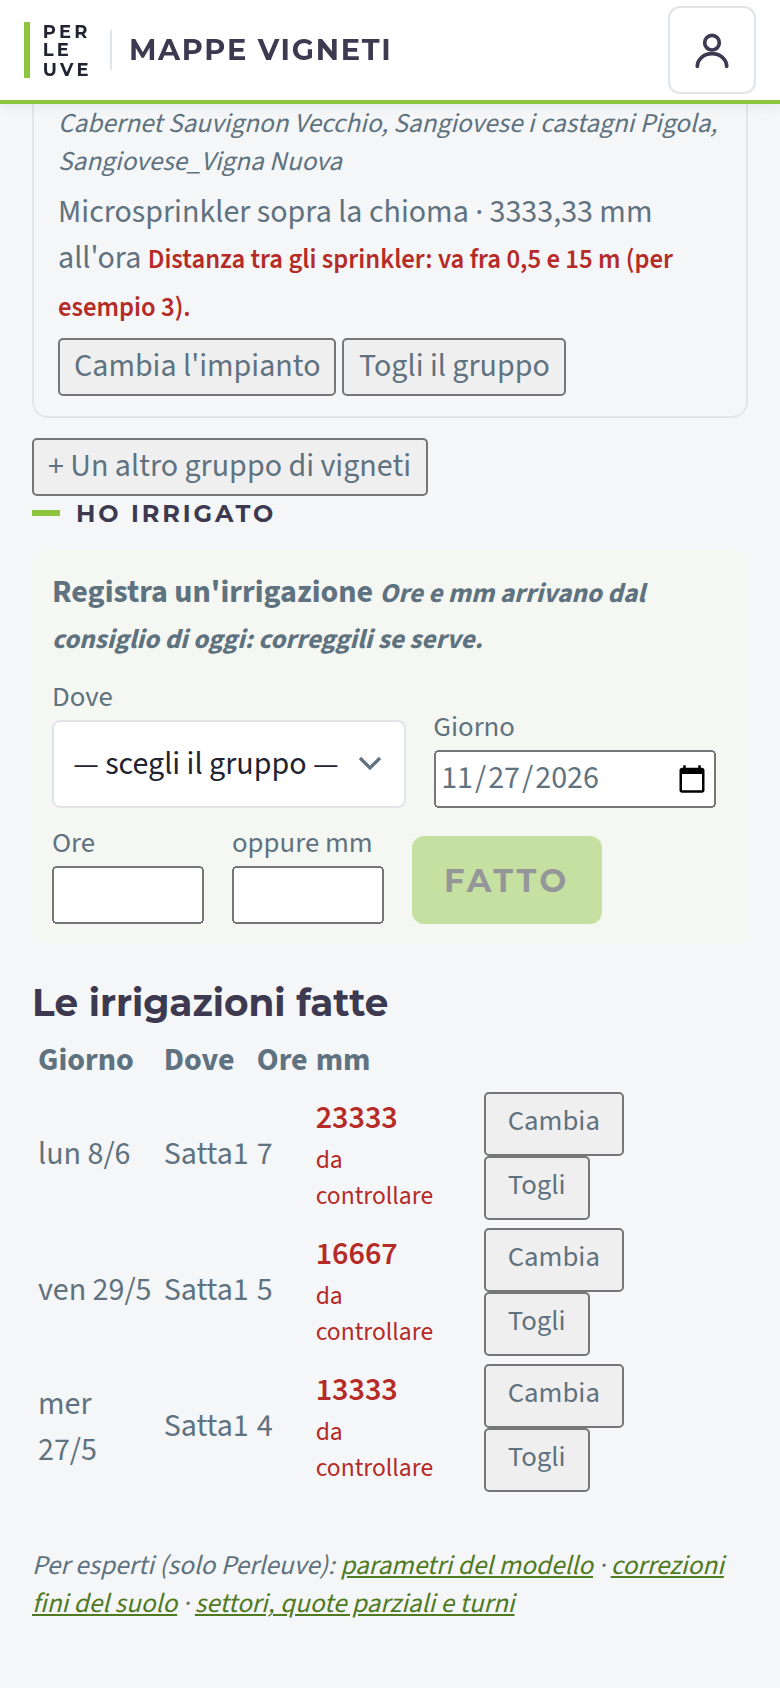 PER
LE
UVE
MAPPE VIGNETI
Cabernet Sauvignon Vecchio, Sangiovese i castagni Pigola,
Sangiovese_Vigna Nuova
Microsprinkler sopra la chioma · 3333,33 mm
all'ora Distanza tra gli sprinkler: va fra 0,5 e 15 m (per
esempio 3).
Cambia l'impianto Togli il gruppo
+ Un altro gruppo di vigneti
HO IRRIGATO
Registra un'irrigazione Ore e mm arrivano dal
consiglio di oggi: correggili se serve.
Dove
Giorno
— scegli il gruppo —
11/27/2026
Ore oppure mm
FATTO
Le irrigazioni fatte
Giorno Dove Ore mm
lun 8/6 Satta1 7 23333
da
controllare
Cambia
Togli
ven 29/5 Satta1 5 16667
da
controllare
Cambia
Togli
mer
27/5
Satta1 4 13333
da
controllare
Cambia
Togli
Per esperti (solo Perleuve): parametri del modello · correzioni
fini del suolo · settori, quote parziali e turni